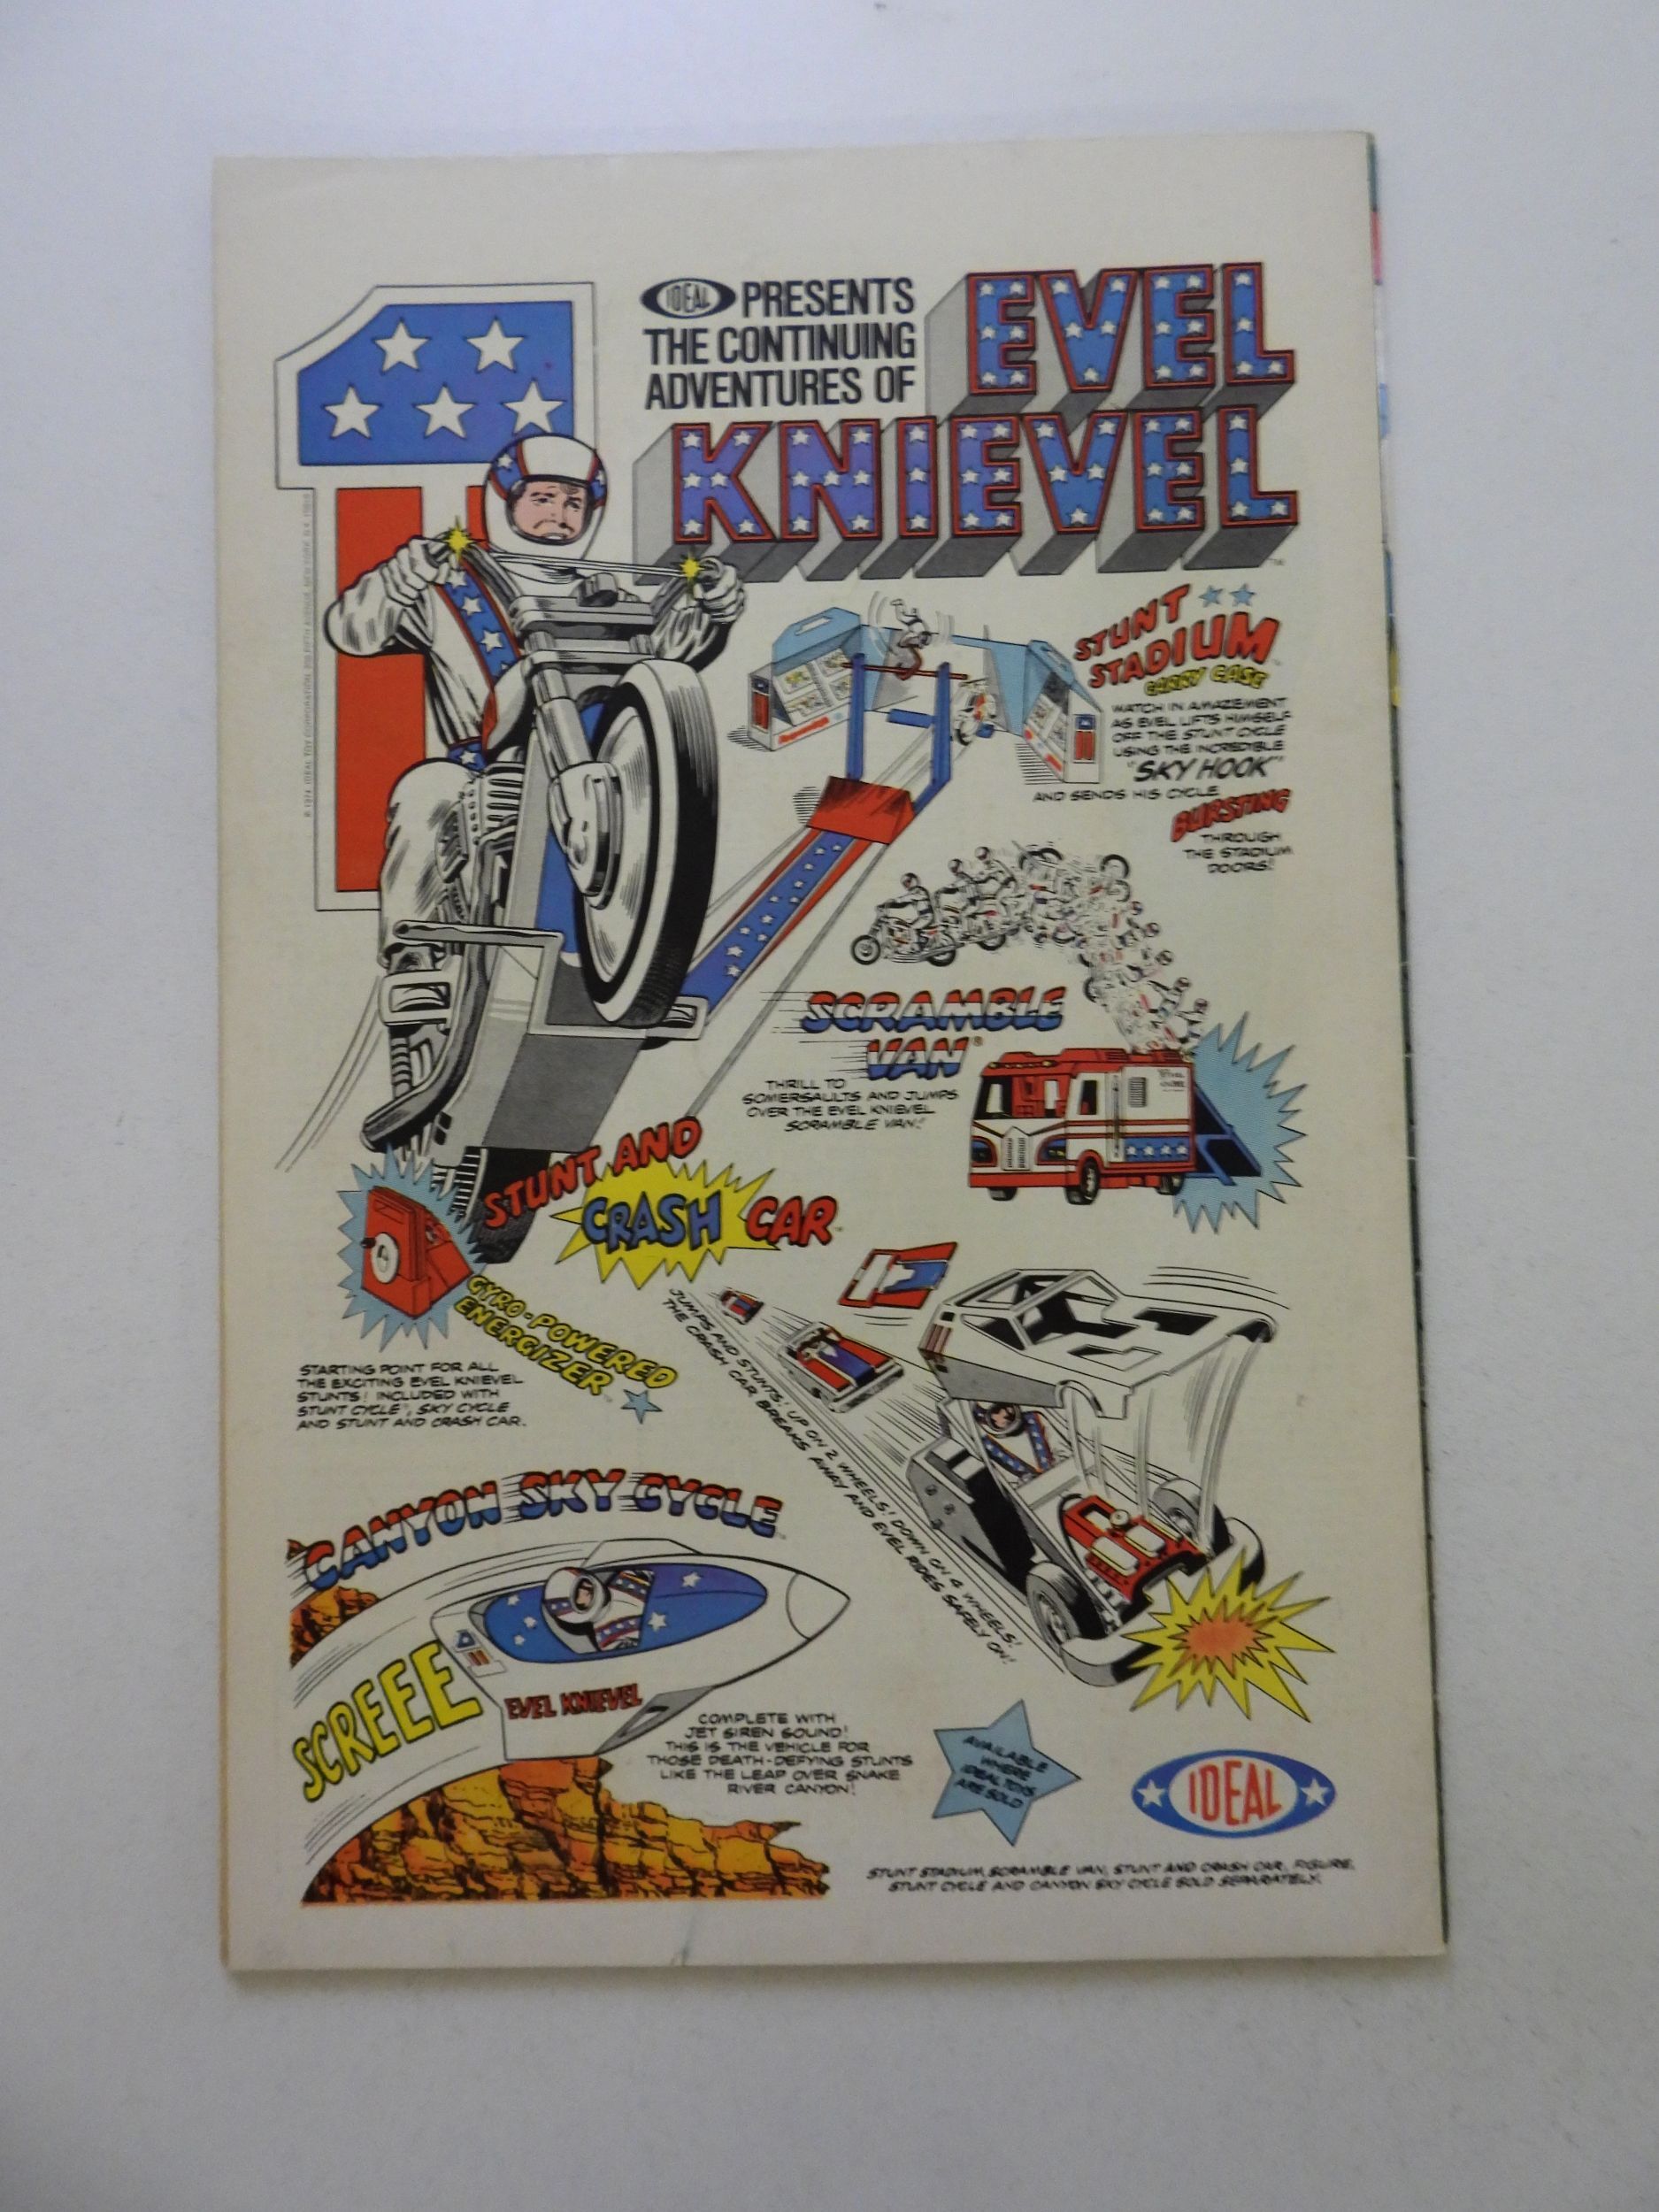 IDEAL PRESENTS
THE CONTINUING
ADVENTURES OF
EVEL
KNIEVEL
STUNT
STADIUM
CARRY CASE
WATCH IN AMAZEMENT
AS EVEL LIFTS HIMSELF
OFF THE STUNT CYCLE
USING THE INCREDIBLE
"SKY HOOK"
AND SENDS HIS CYCLE
BURSTING
THROUGH
THE STADIUM
DOORS!
SCRAMBLE
VAN®
THRILL TO
SOMERSAULTS AND JUMPS
OVER THE EVEL KNIEVEL
SCRAMBLE VAN!
STUNT AND
CRASH CAR
JUMPS AND STUNTS! UP ON 2 WHEELS! DOWN ON 4 WHEELS!
THE CRASH CAR BREAKS AWAY AND EVEL RIDES SAFELY ON!
GYRO-POWERED
ENERGIZER
STARTING POINT FOR ALL
THE EXCITING EVEL KNIEVEL
STUNTS! INCLUDED WITH
STUNT CYCLE, SKY CYCLE
AND STUNT AND CRASH CAR.
CANYON SKY CYCLE
SCREEE
EVEL KNIEVEL
COMPLETE WITH
JET SIREN SOUND!
THIS IS THE VEHICLE FOR
THOSE DEATH-DEFYING STUNTS
LIKE THE LEAP OVER SNAKE
RIVER CANYON!
AVAILABLE
WHERE
IDEAL TOYS
ARE SOLD
IDEAL
STUNT STADIUM, SCRAMBLE VAN, STUNT AND CRASH CAR, FIGURE,
STUNT CYCLE AND CANYON SKY CYCLE SOLD SEPARATELY.